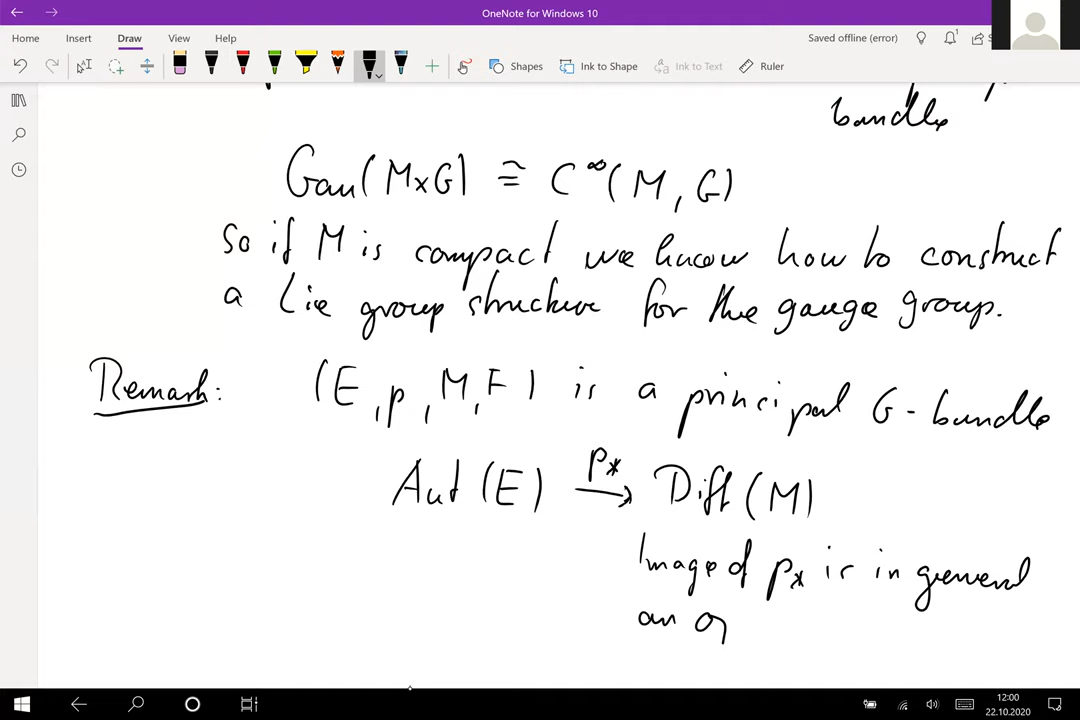 OneNote for Windows 10
Home Insert Draw View Help
Saved offline (error)
Shapes Ink to Shape Ink to Text Ruler
bundle
Gau(M×G) ≅ C^∞(M, G)
So if M is compact we know how to construct
a Lie group structure for the gauge group.
Remark: (E, p, M, F) is a principal G-bundle
Aut(E) →^{p*} Diff(M)
Image of p* is in general
an
12:00
22.10.2020